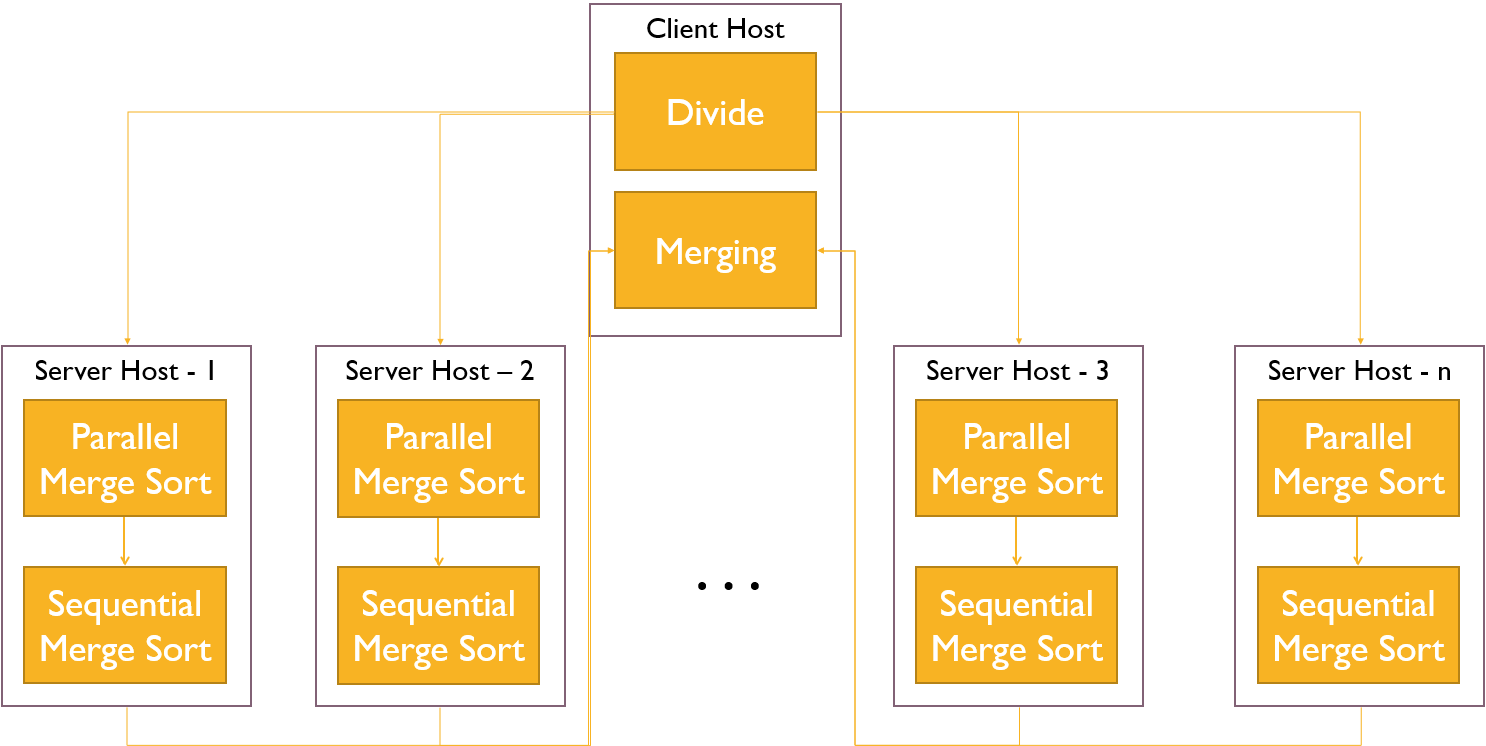 Client Host
Divide
Merging
Server Host - 1
Parallel
Merge Sort
Sequential
Merge Sort
Server Host – 2
Parallel
Merge Sort
Sequential
Merge Sort
. . .
Server Host - 3
Parallel
Merge Sort
Sequential
Merge Sort
Server Host - n
Parallel
Merge Sort
Sequential
Merge Sort